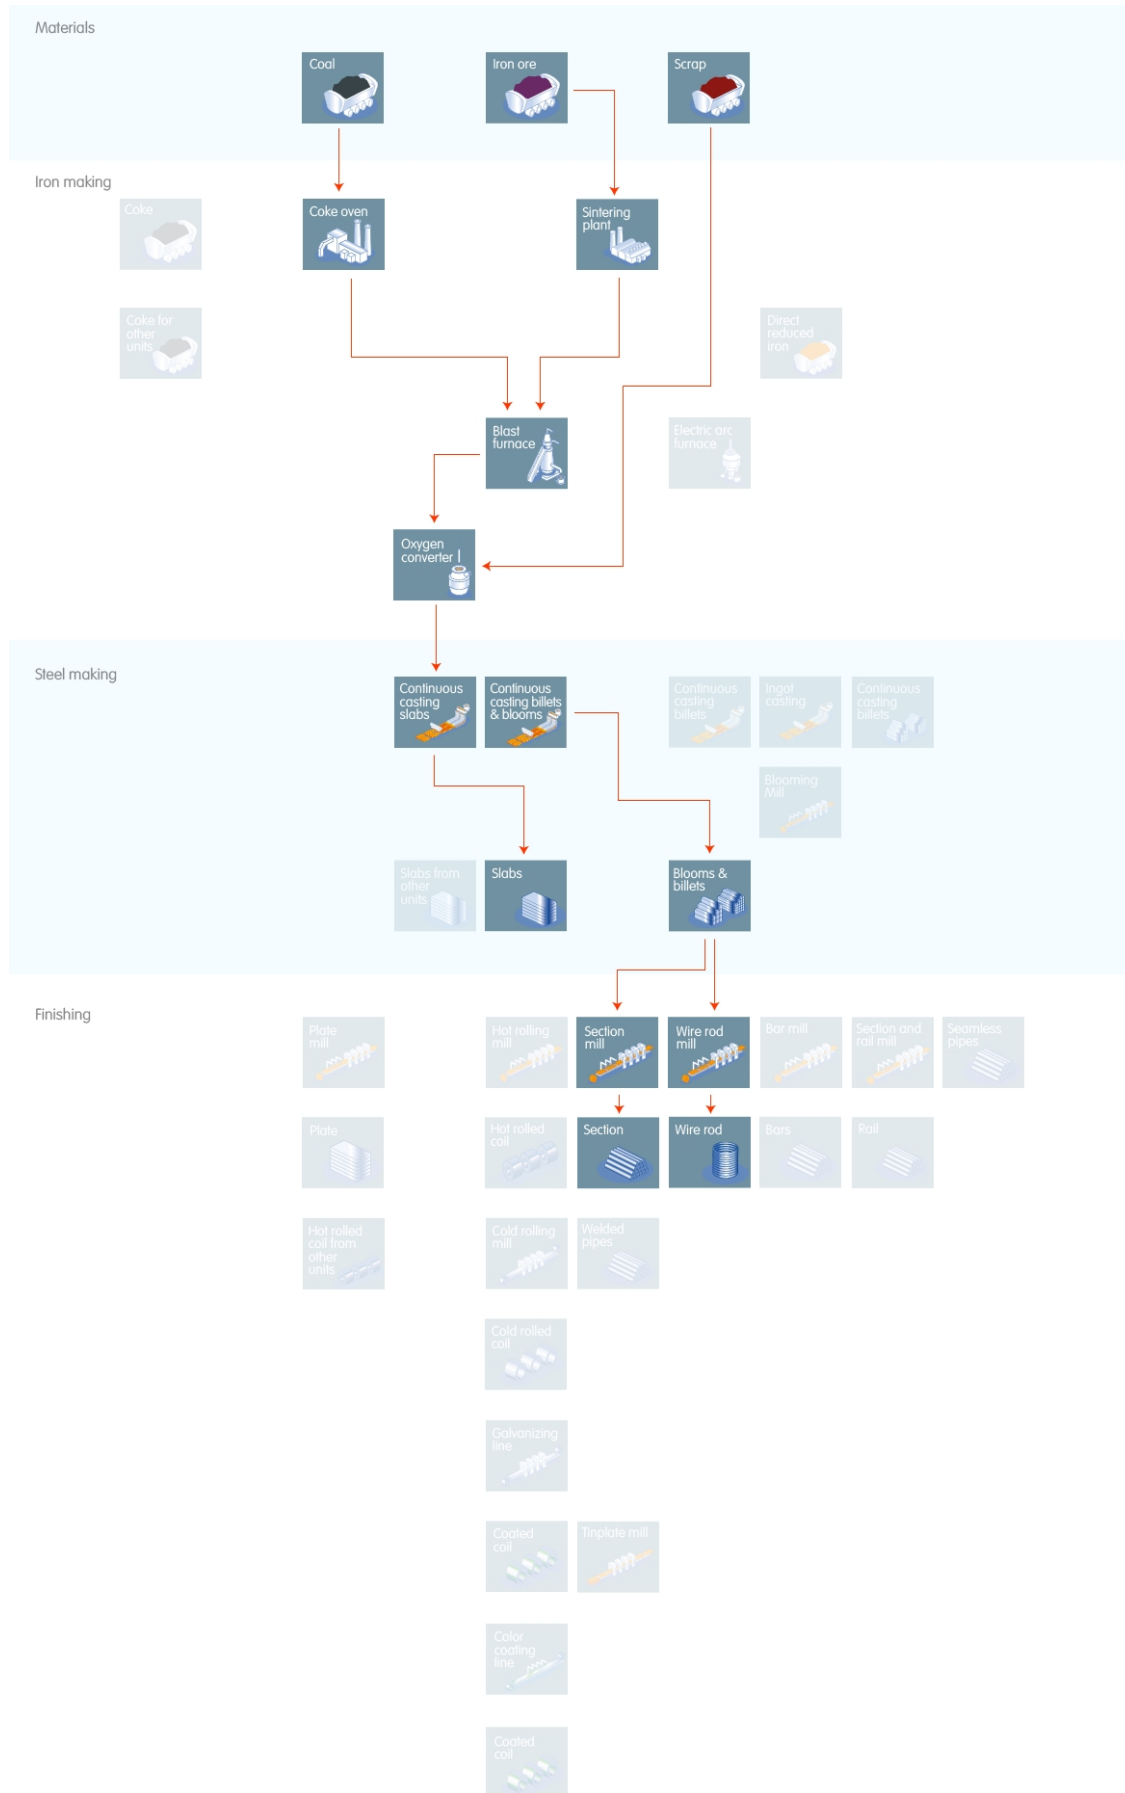 Materials
Coal
Iron ore
Scrap
Iron making
Coke
Coke oven
Sintering
plant
Coke for
other
units
Direct
reduced
iron
Blast
furnace
Electric arc
furnace
Oxygen
converter
Steel making
Continuous
casting
slabs
Continuous
casting billets
& blooms
Continuous
casting
billets
Ingot
casting
Continuous
casting
billets
Blooming
Mill
Slabs from
other
units
Slabs
Blooms &
billets
Finishing
Plate
mill
Hot rolling
mill
Section
mill
Wire rod
mill
Bar mill
Section and
rail mill
Seamless
pipes
Plate
Hot rolled
coil
Section
Wire rod
Bars
Rail
Hot rolled
coil from
other
units
Cold rolling
mill
Welded
pipes
Cold rolled
coil
Galvanizing
line
Coated
coil
Tinplate mill
Color
coating
line
Coated
coil